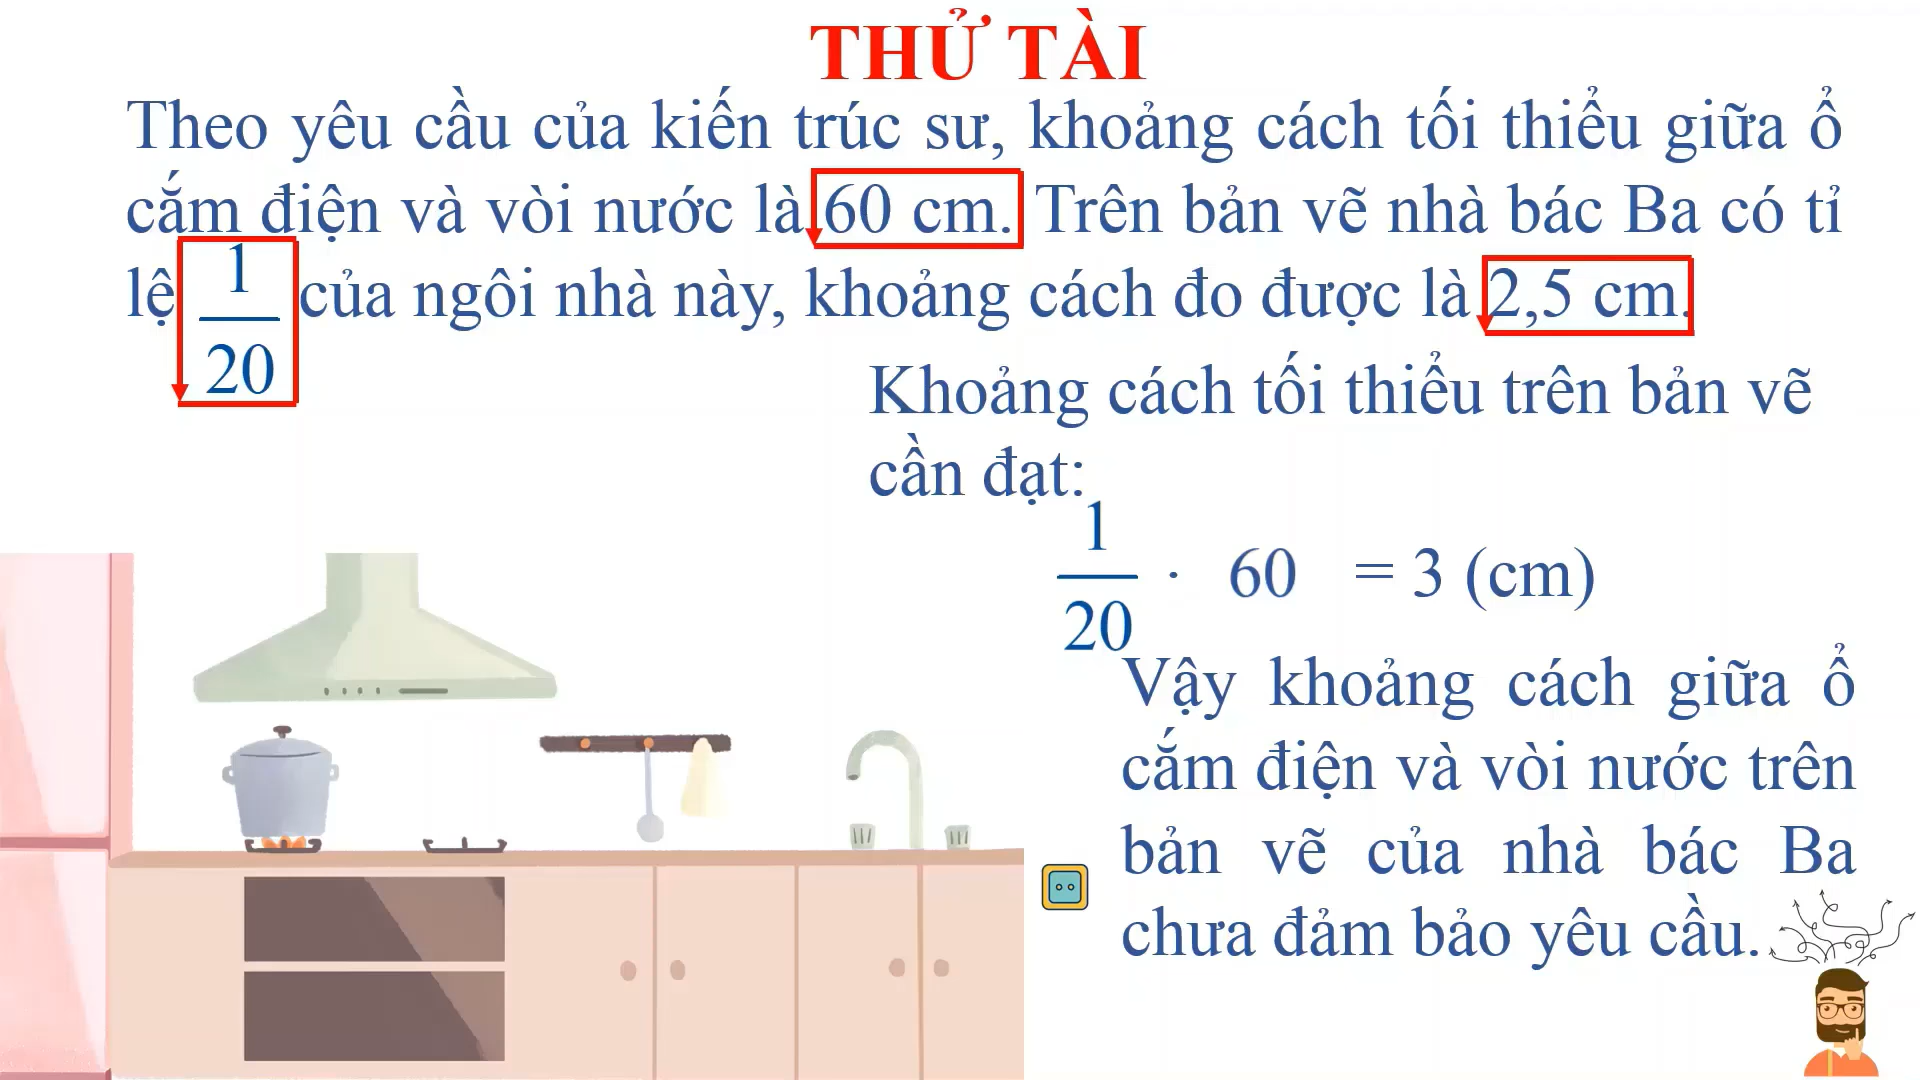 THỬ TÀI
Theo yêu cầu của kiến trúc sư, khoảng cách tối thiểu giữa ổ
cắm điện và vòi nước là 60 cm. Trên bản vẽ nhà bác Ba có tỉ
lệ 1/20 của ngôi nhà này, khoảng cách đo được là 2,5 cm.
Khoảng cách tối thiểu trên bản vẽ
cần đạt:
1/20 · 60 = 3 (cm)
Vậy khoảng cách giữa ổ
cắm điện và vòi nước trên
bản vẽ của nhà bác Ba
chưa đảm bảo yêu cầu.